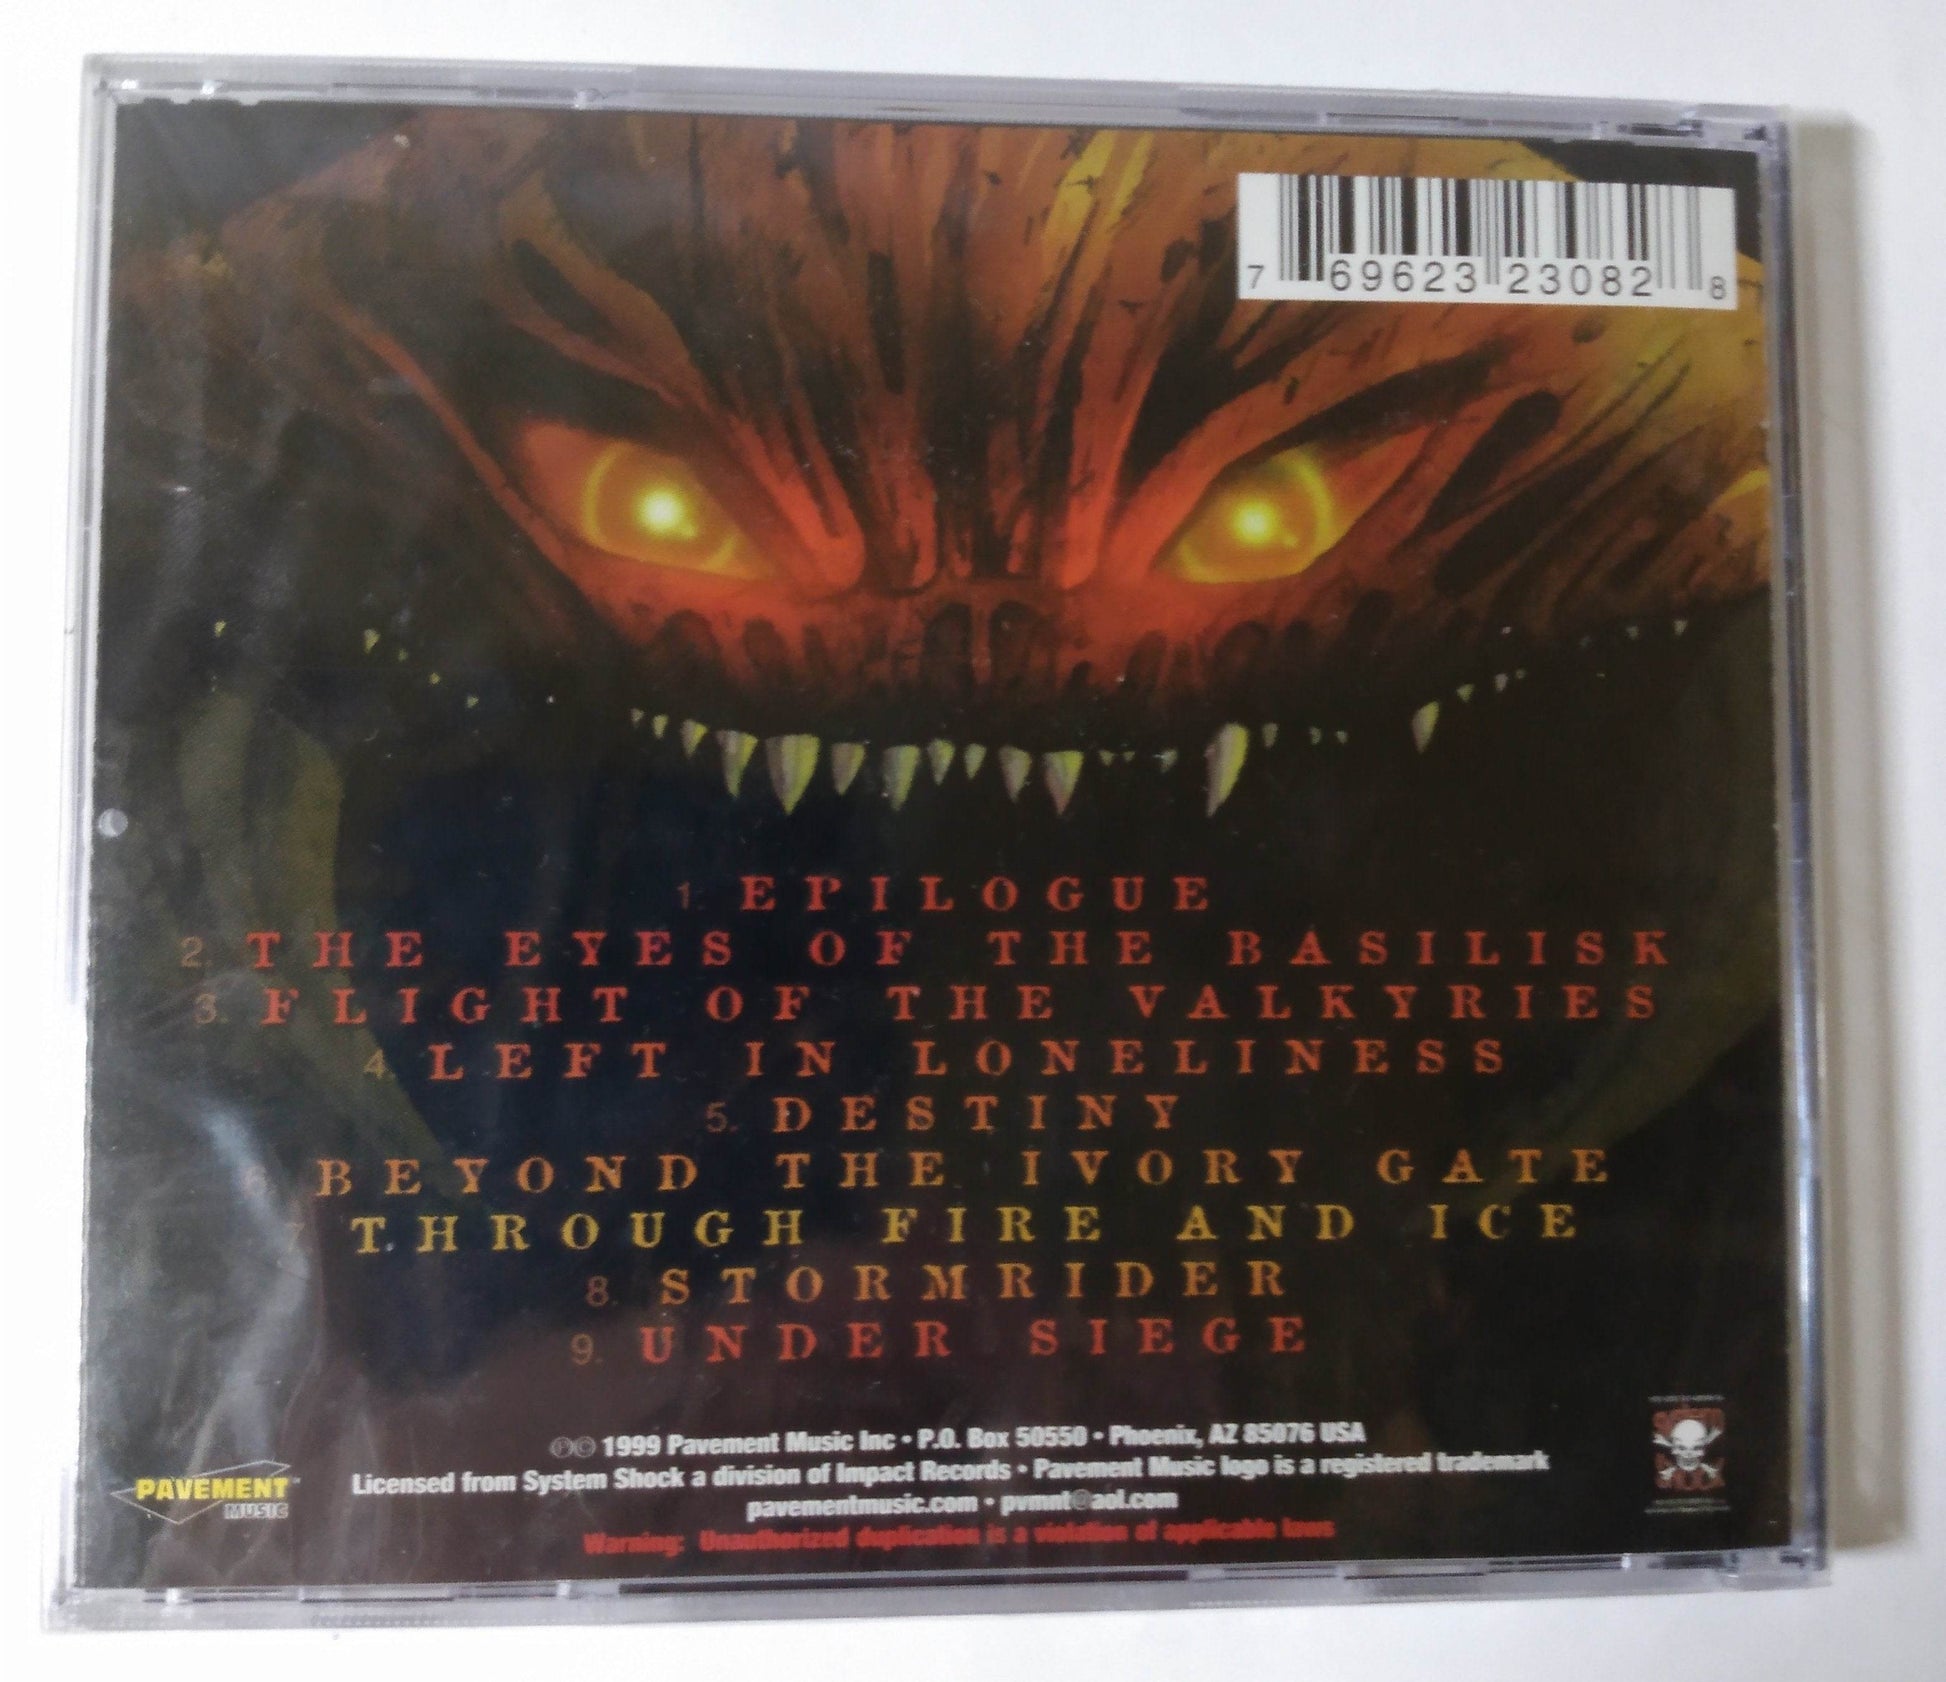 7 69623 23082 8
1. EPILOGUE
2. THE EYES OF THE BASILISK
3. FLIGHT OF THE VALKYRIES
4. LEFT IN LONELINESS
5. DESTINY
6. BEYOND THE IVORY GATE
7. THROUGH FIRE AND ICE
8. STORMRIDER
9. UNDER SIEGE
℗© 1999 Pavement Music Inc • P.O. Box 50550 • Phoenix, AZ 85076 USA
Licensed from System Shock a division of Impact Records • Pavement Music logo is a registered trademark
pavementmusic.com • pvmnt@aol.com
Warning: Unauthorized duplication is a violation of applicable laws
PAVEMENT
MUSIC
system
shock